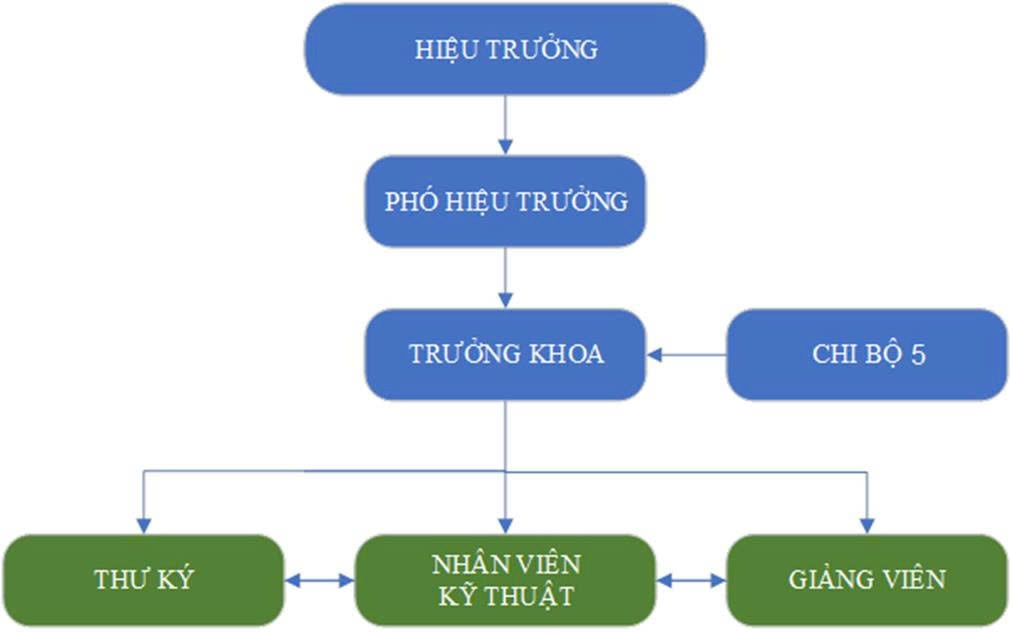 HIỆU TRƯỞNG
PHÓ HIỆU TRƯỞNG
TRƯỞNG KHOA
CHI BỘ 5
THƯ KÝ
NHÂN VIÊN
KỸ THUẬT
GIẢNG VIÊN